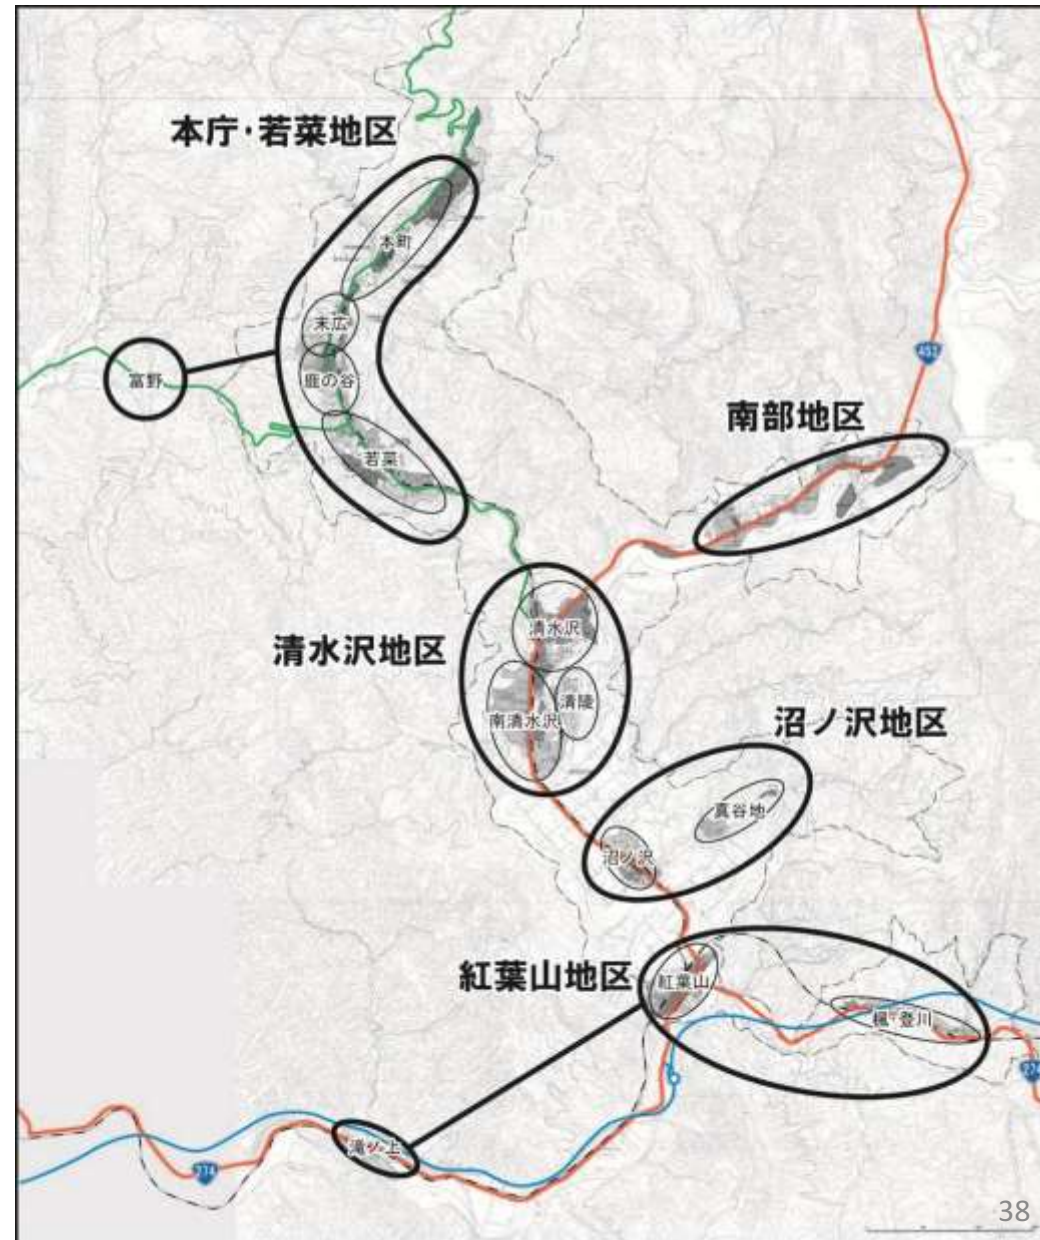 本庁・若菜地区
本町
末広
鹿の谷
富野
若菜
452
南部地区
清水沢
清水沢地区
清陵
南清水沢
沼ノ沢地区
真谷地
沼ノ沢
紅葉山地区
紅葉山
楓・登川
274
滝ノ上
274
38